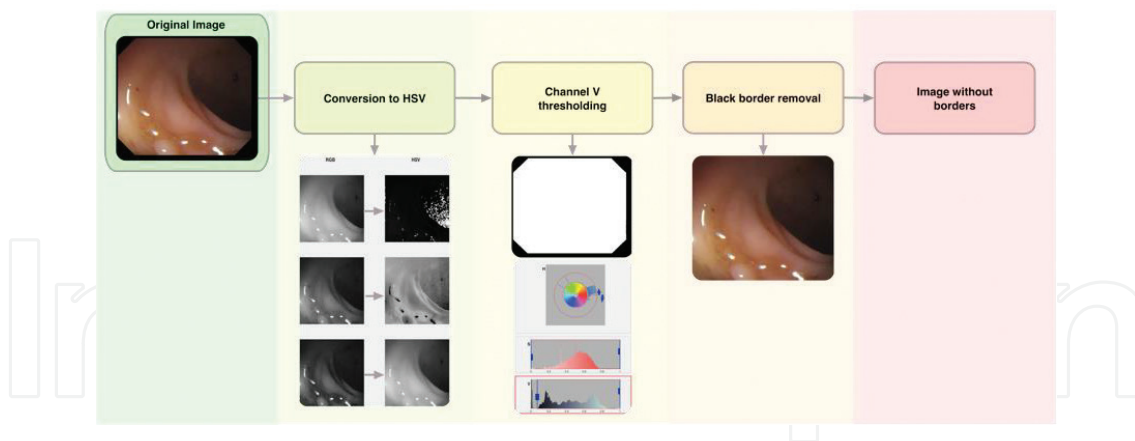 Original Image
Conversion to HSV
Channel V
thresholding
Black border removal
Image without
borders
RGB
HSV
H
S
V